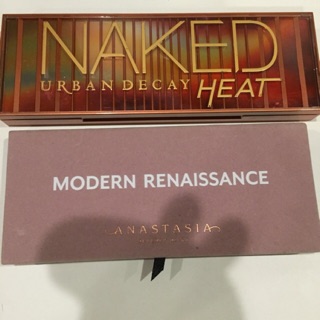 NAKED
URBAN DECAY HEAT
MODERN RENAISSANCE
ANASTASIA